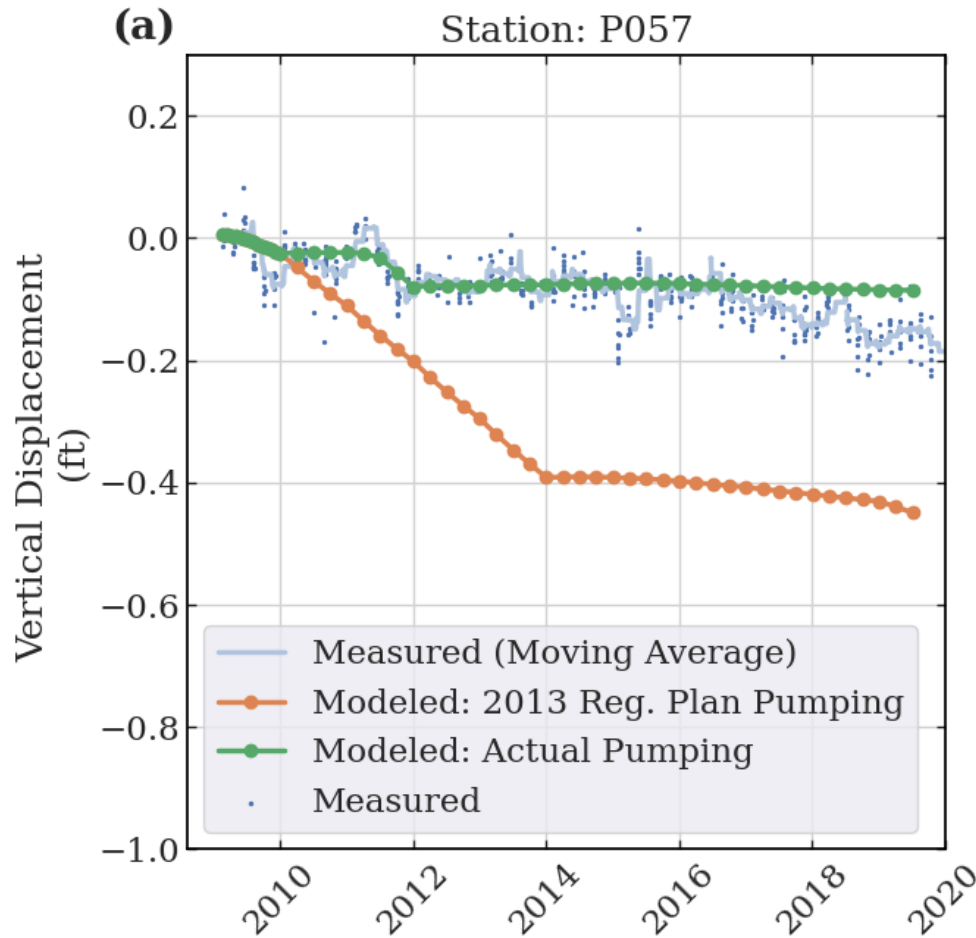 (a)
Station: P057
Vertical Displacement
(ft)
0.2
0.0
−0.2
−0.4
−0.6
−0.8
−1.0
Measured (Moving Average)
Modeled: 2013 Reg. Plan Pumping
Modeled: Actual Pumping
Measured
2010
2012
2014
2016
2018
2020